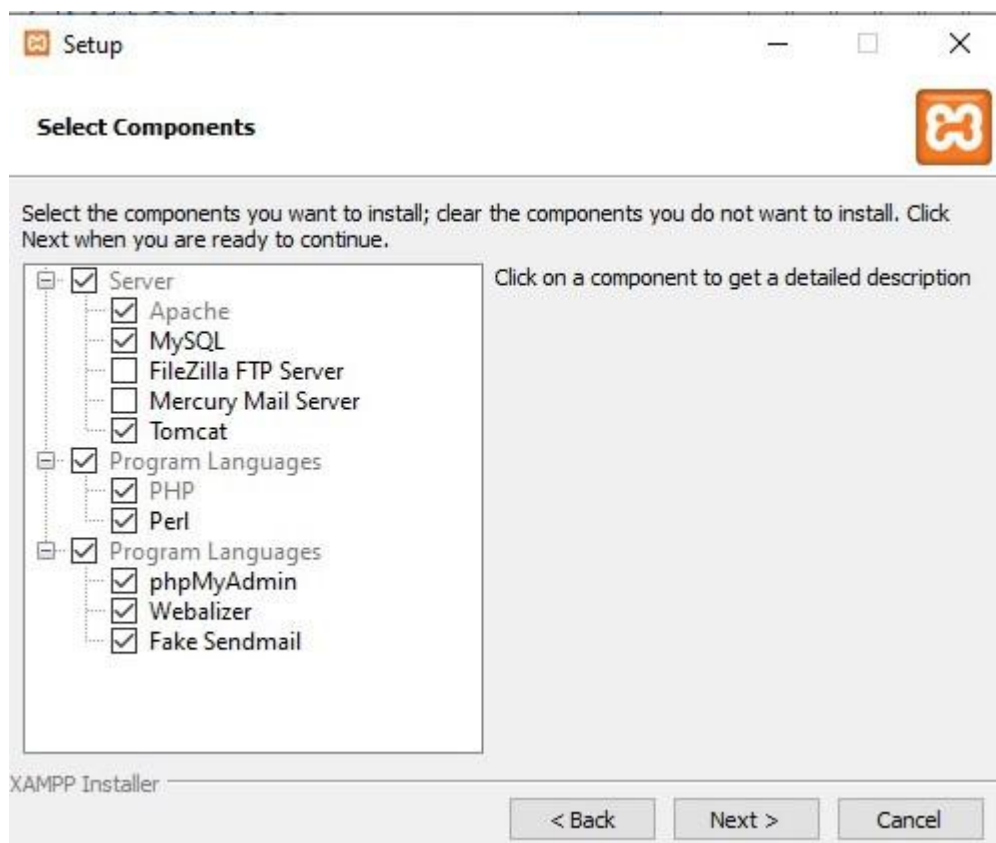 Setup
Select Components
Select the components you want to install; clear the components you do not want to install. Click
Next when you are ready to continue.
Server
Apache
MySQL
FileZilla FTP Server
Mercury Mail Server
Tomcat
Program Languages
PHP
Perl
Program Languages
phpMyAdmin
Webalizer
Fake Sendmail
Click on a component to get a detailed description
XAMPP Installer
< Back
Next >
Cancel